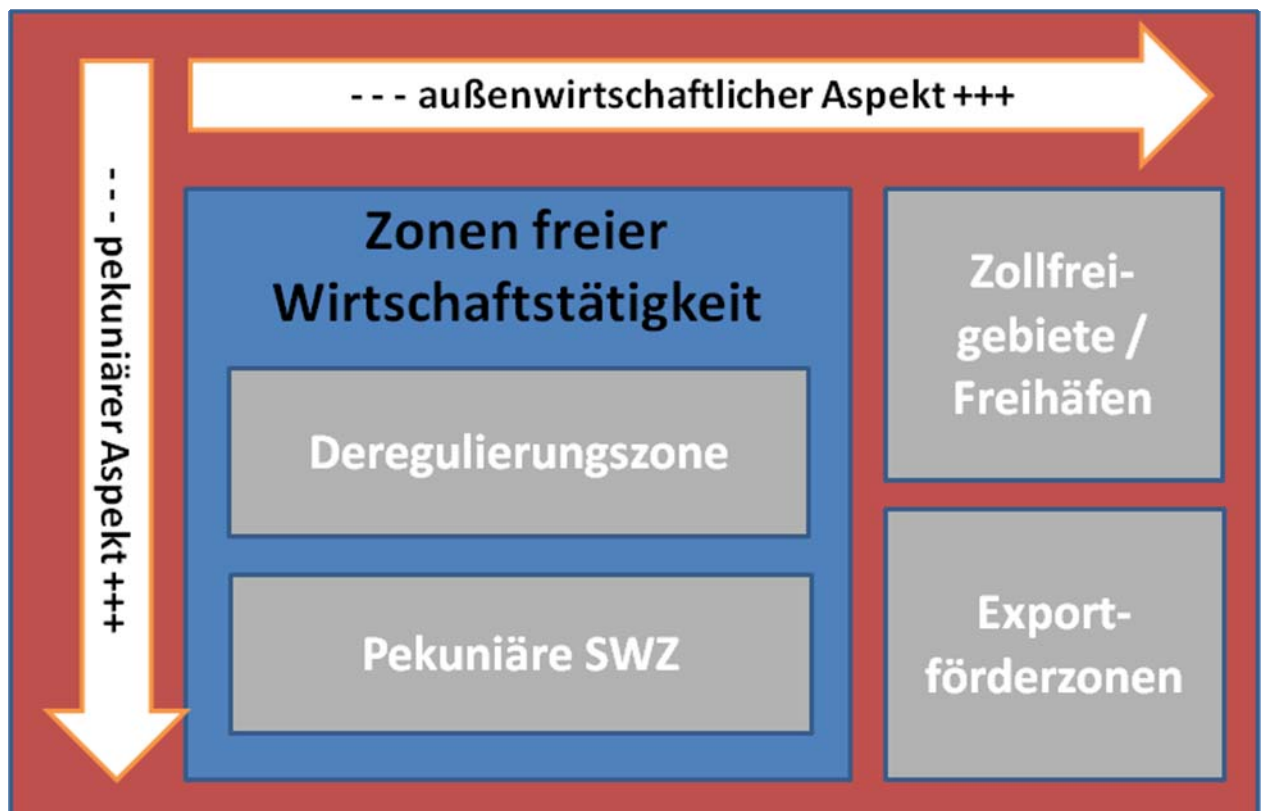 - - - außenwirtschaftlicher Aspekt +++
- - - pekuniärer Aspekt +++
Zonen freier
Wirtschaftstätigkeit
Deregulierungszone
Pekuniäre SWZ
Zollfrei-
gebiete /
Freihäfen
Export-
förderzonen